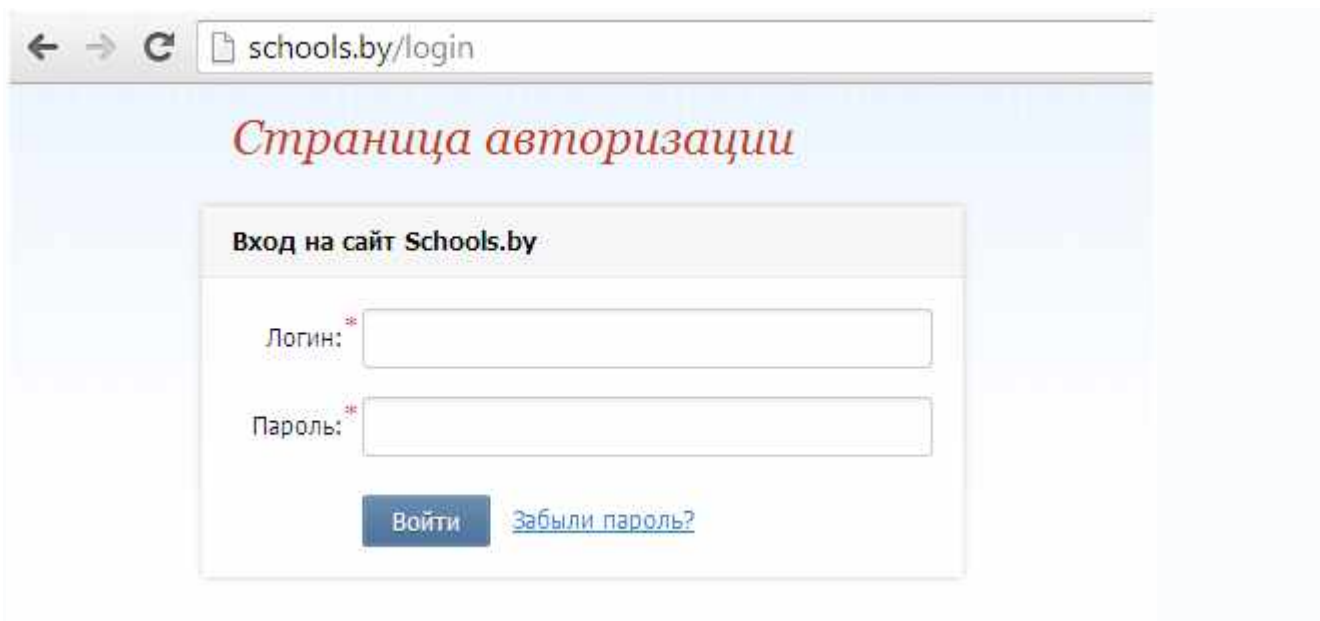 schools.by/login
Страница авторизации
Вход на сайт Schools.by
Логин:*
Пароль:*
Войти Забыли пароль?